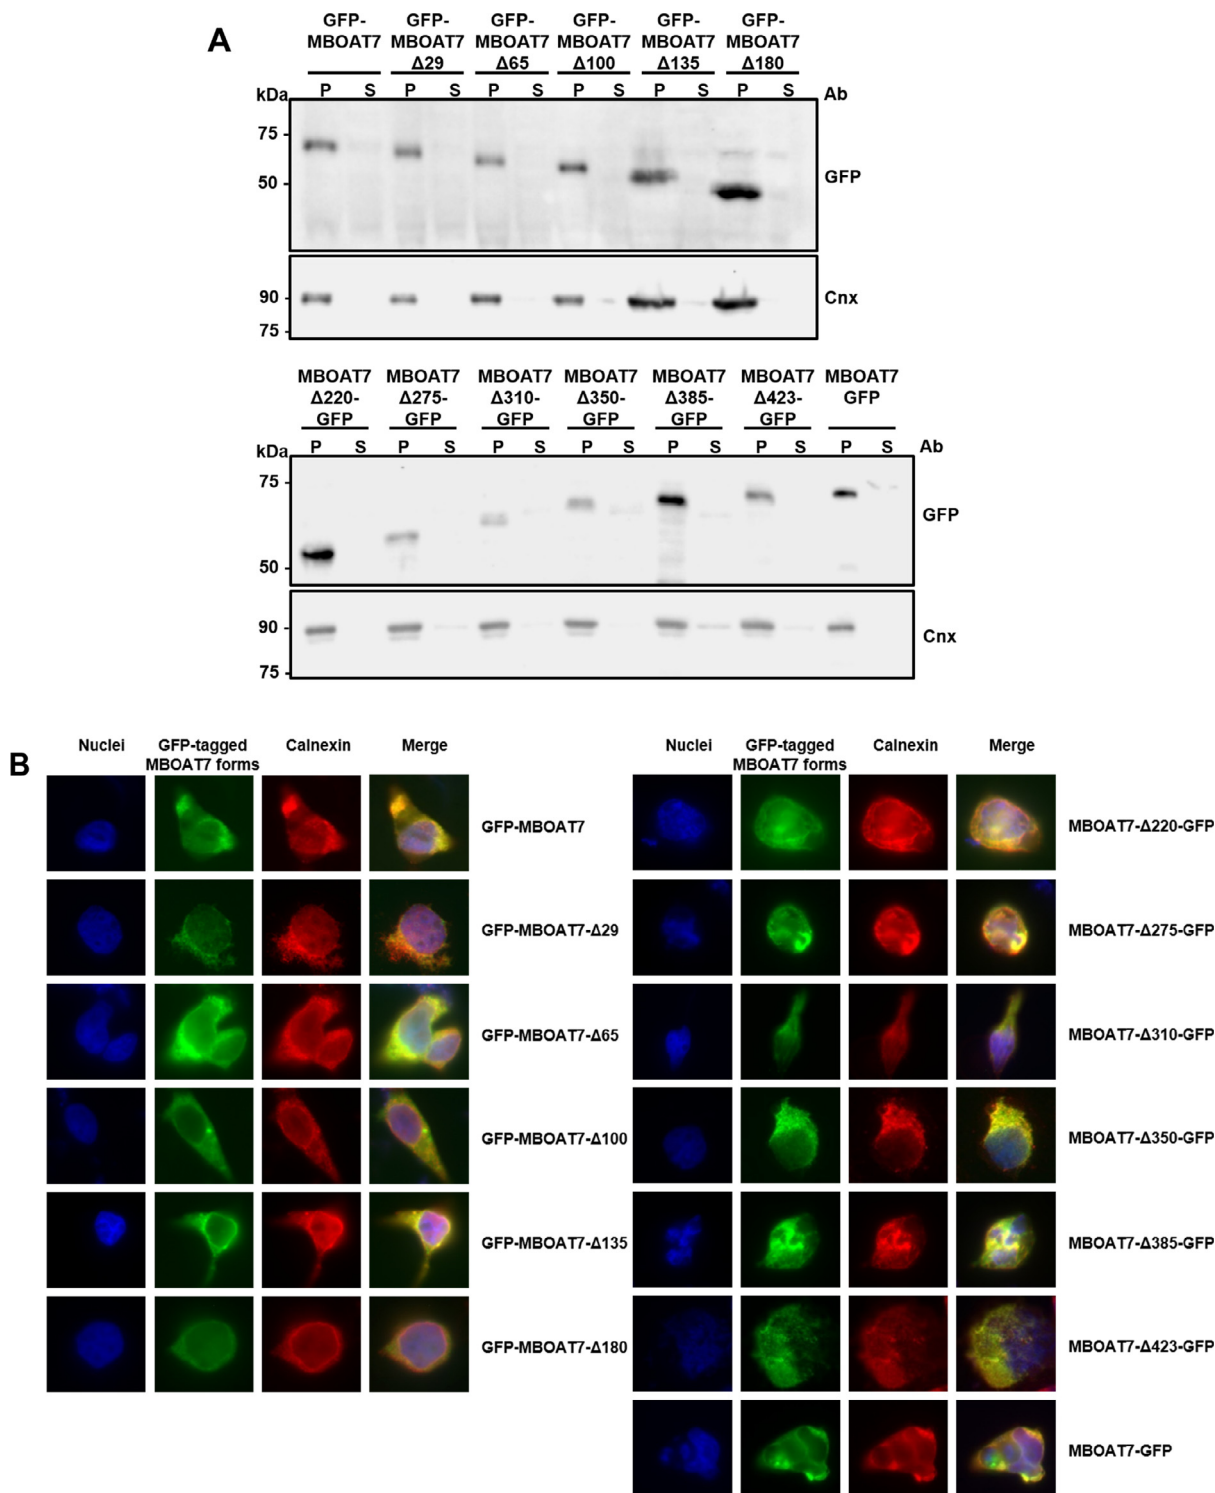 A
GFP-MBOAT7
GFP-MBOAT7 Δ29
GFP-MBOAT7 Δ65
GFP-MBOAT7 Δ100
GFP-MBOAT7 Δ135
GFP-MBOAT7 Δ180
kDa P S P S P S P S P S P S Ab
75
50
GFP
90
75
Cnx
MBOAT7 Δ220-GFP
MBOAT7 Δ275-GFP
MBOAT7 Δ310-GFP
MBOAT7 Δ350-GFP
MBOAT7 Δ385-GFP
MBOAT7 Δ423-GFP
MBOAT7 GFP
kDa P S P S P S P S P S P S P S Ab
75
50
GFP
90
75
Cnx
B
Nuclei GFP-tagged MBOAT7 forms Calnexin Merge
GFP-MBOAT7
GFP-MBOAT7-Δ29
GFP-MBOAT7-Δ65
GFP-MBOAT7-Δ100
GFP-MBOAT7-Δ135
GFP-MBOAT7-Δ180
Nuclei GFP-tagged MBOAT7 forms Calnexin Merge
MBOAT7-Δ220-GFP
MBOAT7-Δ275-GFP
MBOAT7-Δ310-GFP
MBOAT7-Δ350-GFP
MBOAT7-Δ385-GFP
MBOAT7-Δ423-GFP
MBOAT7-GFP